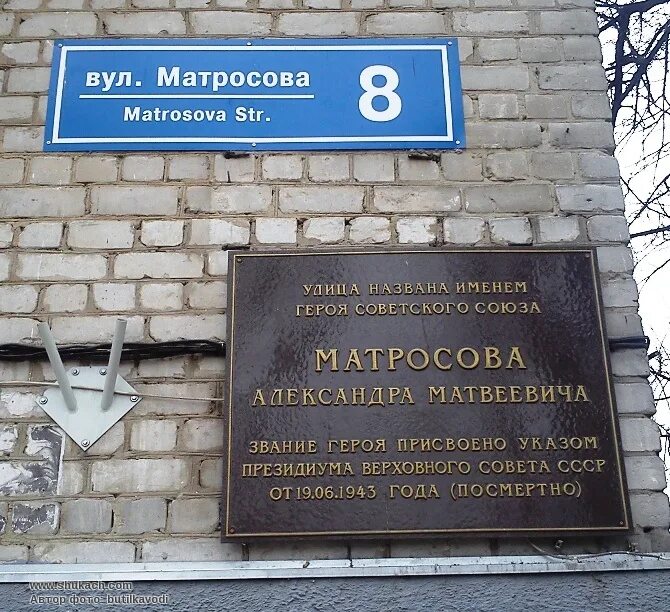 вул. Матросова
Matrosova Str.
8
УЛИЦА НАЗВАНА ИМЕНЕМ
ГЕРОЯ СОВЕТСКОГО СОЮЗА
МАТРОСОВА
АЛЕКСАНДРА МАТВЕЕВИЧА
ЗВАНИЕ ГЕРОЯ ПРИСВОЕНО УКАЗОМ
ПРЕЗИДИУМА ВЕРХОВНОГО СОВЕТА СССР
ОТ 19.06.1943 ГОДА (ПОСМЕРТНО)
www.shukach.com
Автор фото-butilkavodi